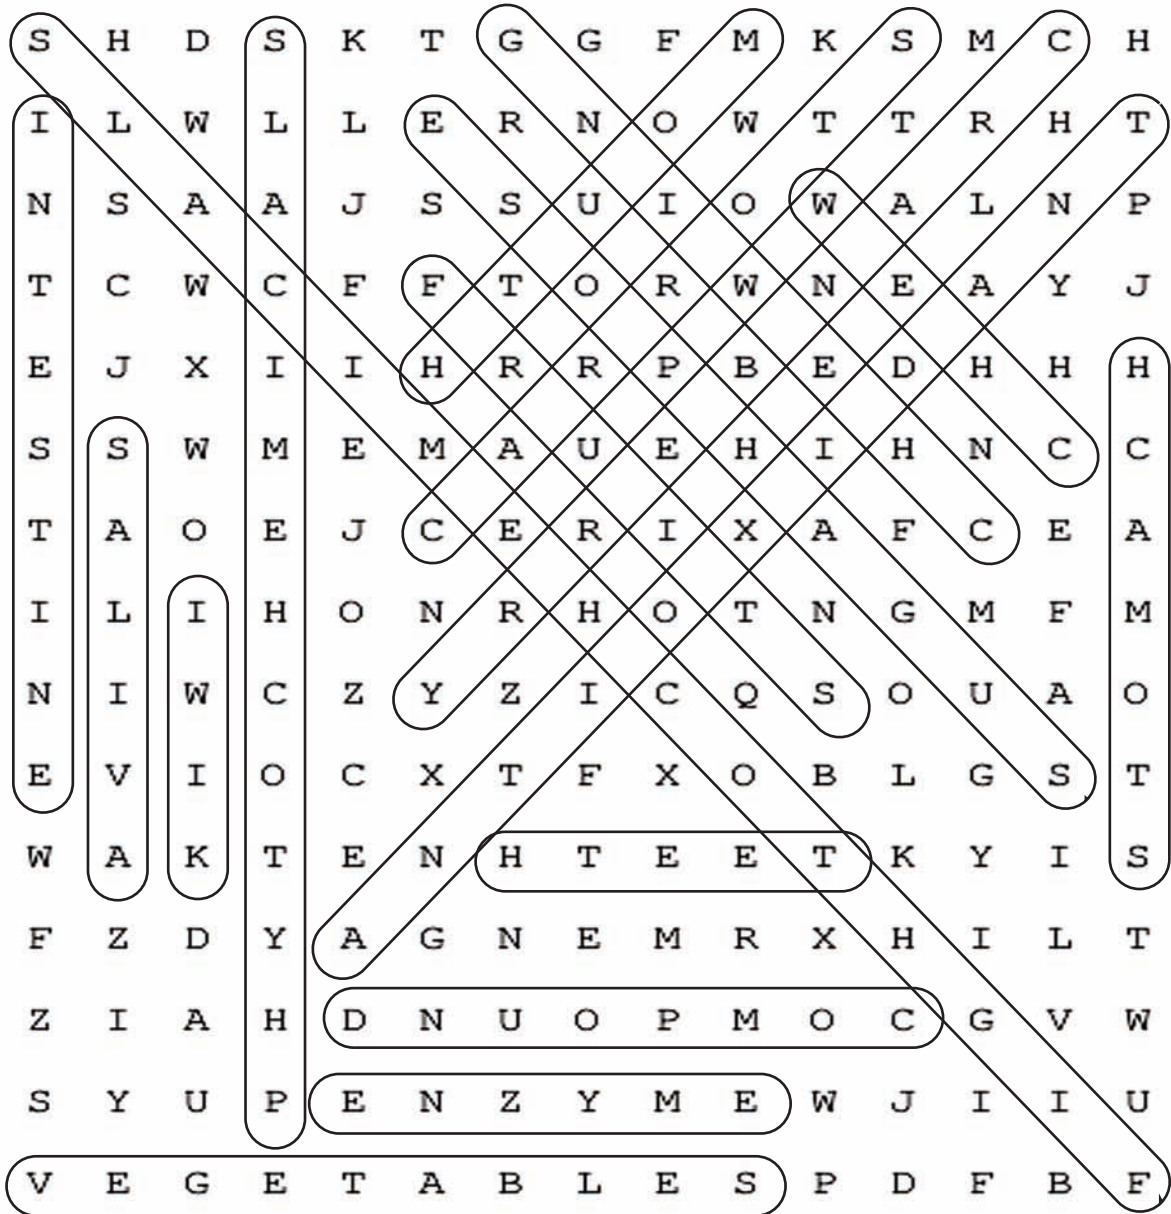 S H D S K T G G F M K S M C H
I L W L L E R N O W T T R H T
N S A A J S S U I O W A L N P
T C W C F F T O R W N E A Y J
E J X I I H R R P B E D H H H
S S W M E M A U E H I H N C C
T A O E J C E R I X A F C E A
I L I H O N R H O T N G M F M
N I W C Z Y Z I C Q S O U A O
E V I O C X T F X O B L G S T
W A K T E N H T E E T K Y I S
F Z D Y A G N E M R X H I L T
Z I A H D N U O P M O C G V W
S Y U P E N Z Y M E W J I I U
V E G E T A B L E S P D F B F